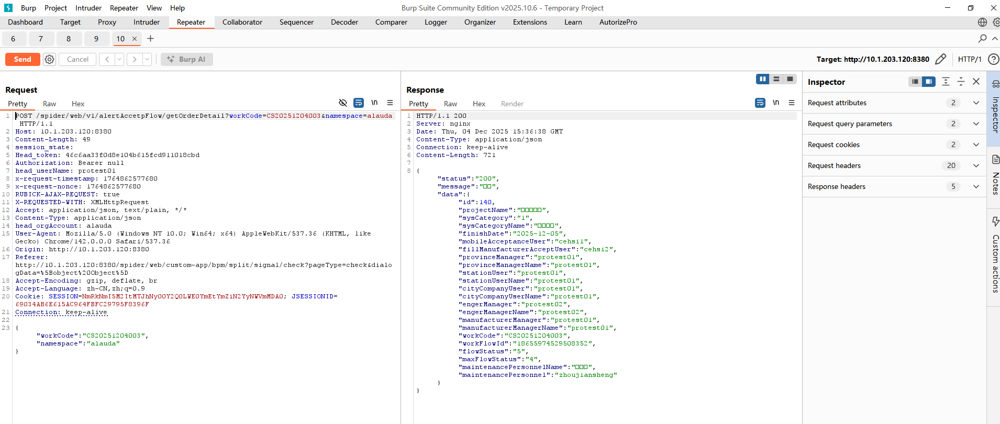 Burp Project Intruder Repeater View Help
Burp Suite Community Edition v2025.10.6 - Temporary Project
Dashboard Target Proxy Intruder Repeater Collaborator Sequencer Decoder Comparer Logger Organizer Extensions Learn AutorizePro
6 7 8 9 10 × +
Send Cancel < > Burp AI
Target: http://10.1.203.120:8380 HTTP/1
Request
Pretty Raw Hex \n
1 POST /spider/web/v1/alertAccetpFlow/getOrderDetail?workCode=CS20251204003&namespace=alauda
HTTP/1.1
2 Host: 10.1.203.120:8380
3 Content-Length: 49
4 session_state:
5 Head_token: 46c6aa33f0d8e104b615fcd911018cbd
6 Authorization: Bearer null
7 head_userName: protest01
8 x-request-timestamp: 1764862577680
9 x-request-nonce: 1764862577680
10 RUBICK-AJAX-REQUEST: true
11 X-REQUESTED-WITH: XMLHttpRequest
12 Accept: application/json, text/plain, */*
13 Content-Type: application/json
14 head_orgAccount: alauda
15 User-Agent: Mozilla/5.0 (Windows NT 10.0; Win64; x64) AppleWebKit/537.36 (KHTML, like
Gecko) Chrome/142.0.0.0 Safari/537.36
16 Origin: http://10.1.203.120:8380
17 Referer:
http://10.1.203.120:8380/spider/web/custom-app/bpm/split/signal/check?pageType=check&dialo
gData=%5Bobject%20Object%5D
18 Accept-Encoding: gzip, deflate, br
19 Accept-Language: zh-CN,zh;q=0.9
20 Cookie: SESSION=NmRkNmI5M2ItMTJhNy00Y2Q0LWE0YmEtYmZiN2YyNWVmMDA0; JSESSIONID=
69034AB6E615AC964FBFC29795F8396F
21 Connection: keep-alive
22
23 {
"workCode":"CS20251204003",
"namespace":"alauda"
}
Response
Pretty Raw Hex Render \n
1 HTTP/1.1 200
2 Server: nginx
3 Date: Thu, 04 Dec 2025 15:36:38 GMT
4 Content-Type: application/json
5 Connection: keep-alive
6 Content-Length: 721
7
8 {
"status":"200",
"message":"□□",
"data":{
"id":140,
"projectName":"□□□□□",
"sysCategory":"1",
"sysCategoryName":"□□□□",
"finishDate":"2025-12-05",
"mobileAcceptanceUser":"cehsi1",
"fillManufacturerAcceptUser":"cehsi2",
"provinceManager":"protest01",
"provinceManagerName":"protest01",
"stationUser":"protest01",
"stationUserName":"protest01",
"cityCompanyUser":"protest01",
"cityCompanyUserName":"protest01",
"engerManager":"protest02",
"engerManagerName":"protest02",
"manufacturerManager":"protest01",
"manufacturerManagerName":"protest01",
"workCode":"CS20251204003",
"workFlowId":"18655974529508352",
"flowStatus":"5",
"maxFlowStatus":"4",
"maintenancePersonnelName":"□□□",
"maintenancePersonnel":"zhoujiansheng"
}
}
Inspector
Request attributes 2
Request query parameters 2
Request cookies 2
Request headers 20
Response headers 5
Inspector
Notes
Custom actions